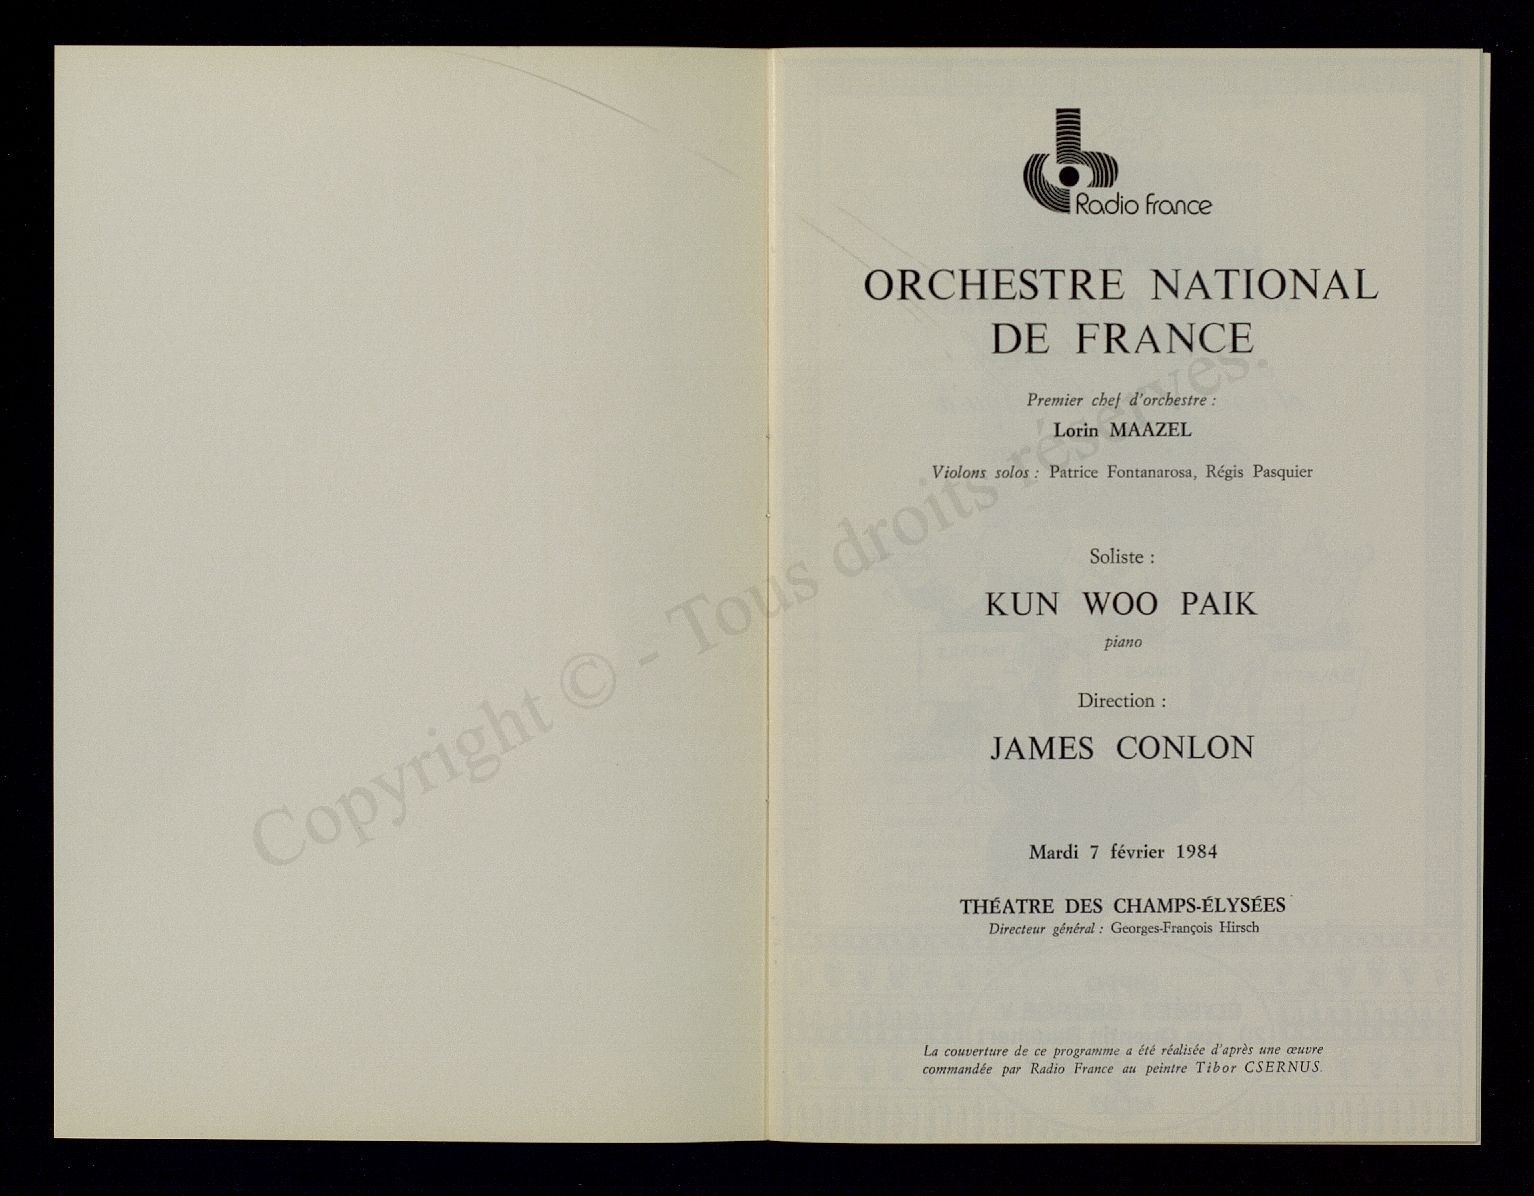 Radio France
ORCHESTRE NATIONAL
DE FRANCE
Premier chef d'orchestre :
Lorin MAAZEL
Violons solos : Patrice Fontanarosa, Régis Pasquier
Soliste :
KUN WOO PAIK
piano
Direction :
JAMES CONLON
Mardi 7 février 1984
THÉATRE DES CHAMPS-ÉLYSÉES
Directeur général : Georges-François Hirsch
La couverture de ce programme a été réalisée d'après une œuvre
commandée par Radio France au peintre Tibor CSERNUS.
Copyright © - Tous droits réservés.